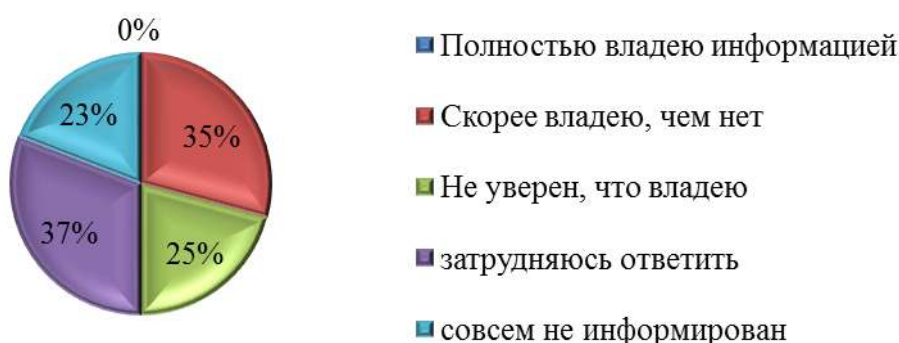 0%
23%
35%
37%
25%
Полностью владею информацией
Скорее владею, чем нет
Не уверен, что владею
затрудняюсь ответить
совсем не информирован